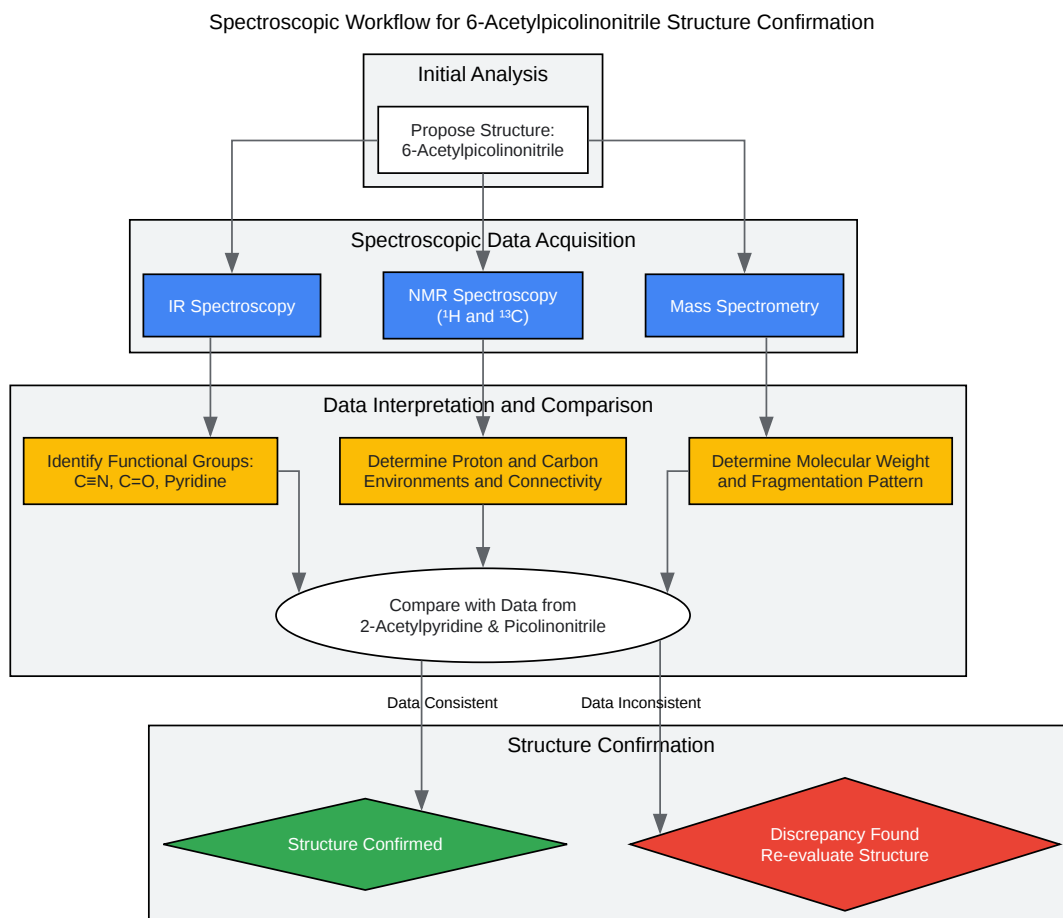 Spectroscopic Workflow for 6-Acetylpicolinonitrile Structure Confirmation
Initial Analysis
Propose Structure:
6-Acetylpicolinonitrile
Spectroscopic Data Acquisition
IR Spectroscopy
NMR Spectroscopy
(¹H and ¹³C)
Mass Spectrometry
Data Interpretation and Comparison
Identify Functional Groups:
C≡N, C=O, Pyridine
Determine Proton and Carbon
Environments and Connectivity
Determine Molecular Weight
and Fragmentation Pattern
Compare with Data from
2-Acetylpyridine & Picolinonitrile
Data Consistent
Data Inconsistent
Structure Confirmation
Structure Confirmed
Discrepancy Found
Re-evaluate Structure